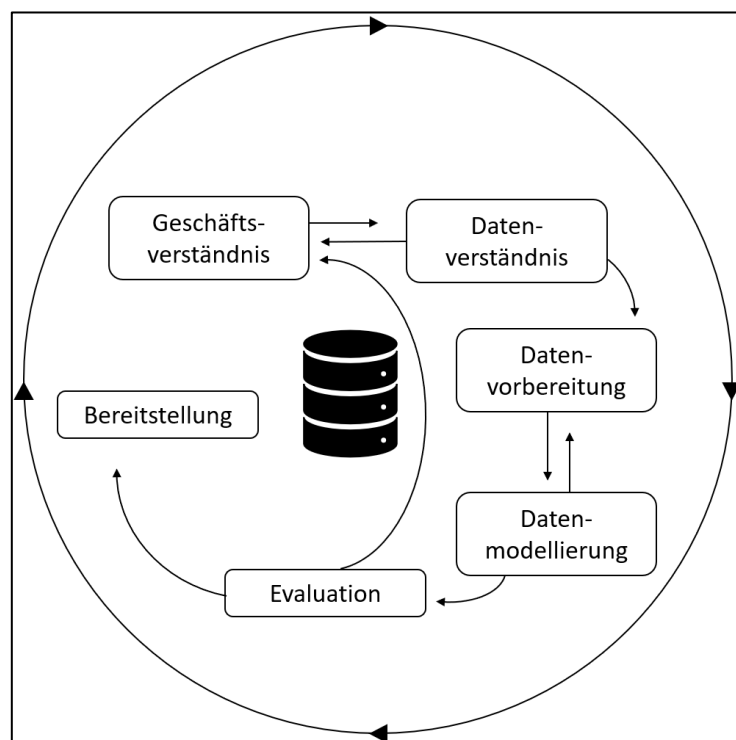 Geschäfts-
verständnis
Daten-
verständnis
Daten-
vorbereitung
Bereitstellung
Daten-
modellierung
Evaluation